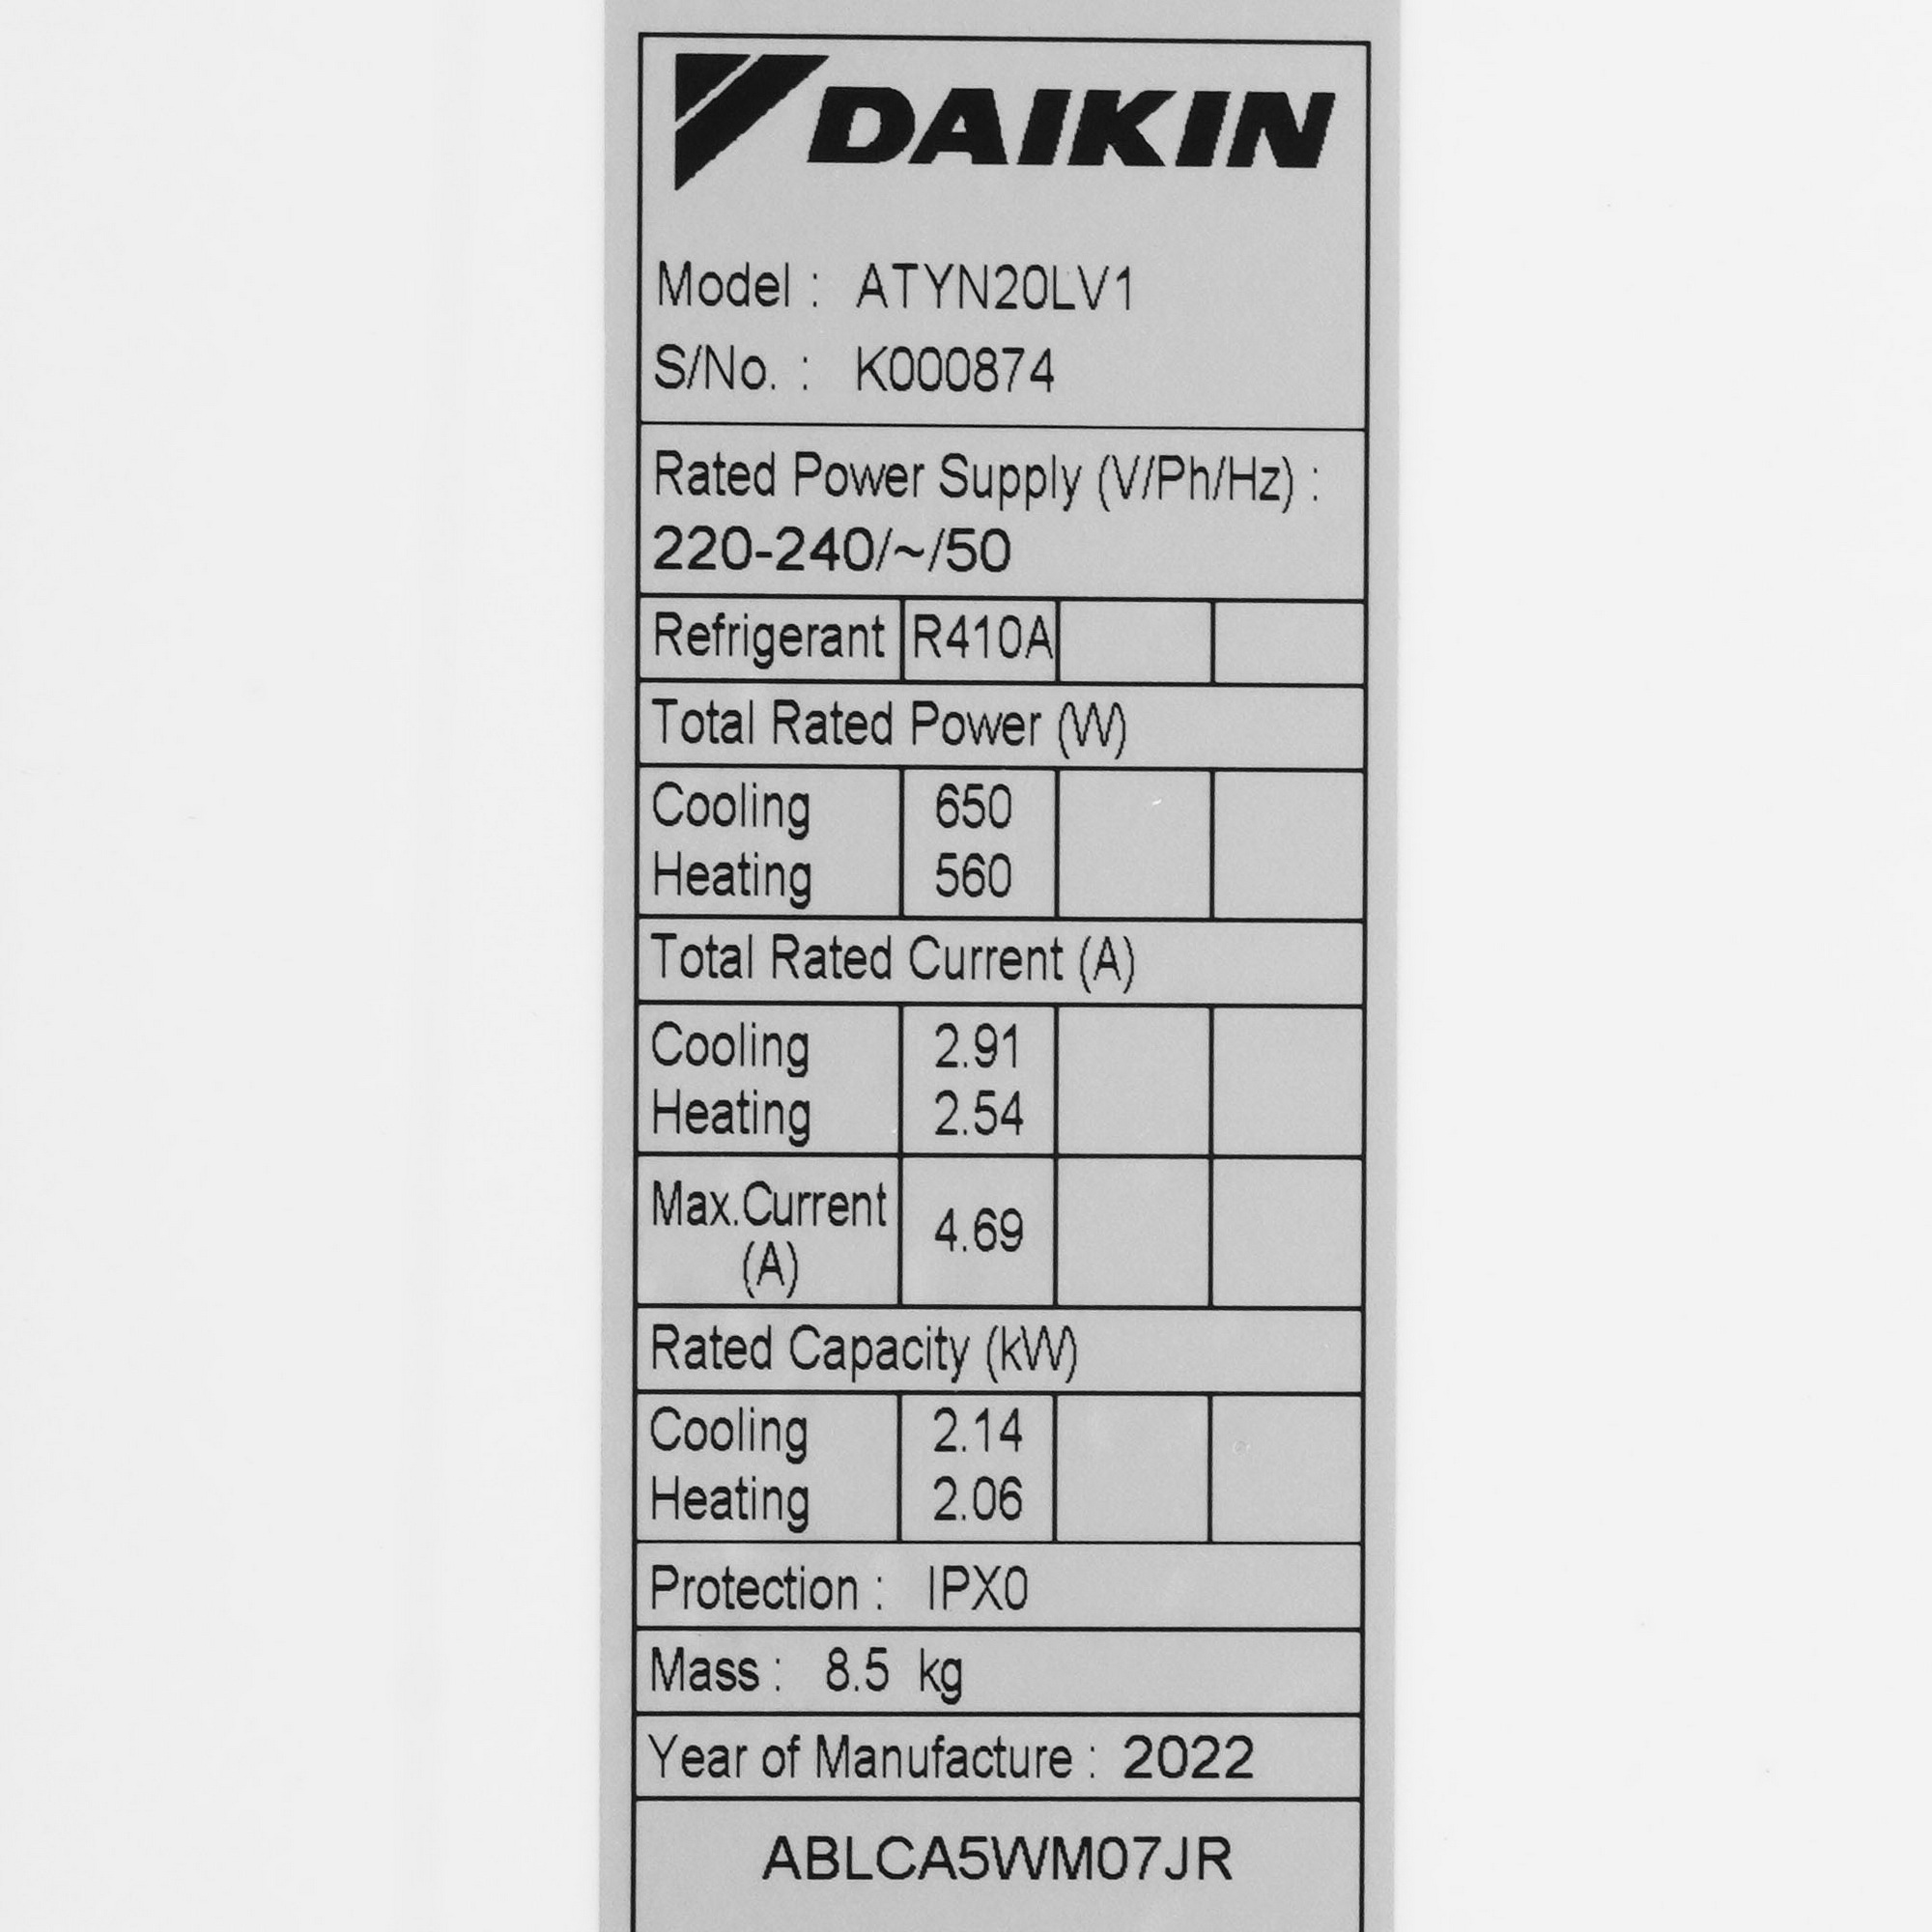 DAIKIN
Model : ATYN20LV1
S/No. : K000874
Rated Power Supply (V/Ph/Hz) :
220-240/~/50
Refrigerant R410A
Total Rated Power (W)
Cooling 650
Heating 560
Total Rated Current (A)
Cooling 2.91
Heating 2.54
Max.Current
(A) 4.69
Rated Capacity (kW)
Cooling 2.14
Heating 2.06
Protection : IPX0
Mass : 8.5 kg
Year of Manufacture : 2022
ABLCA5WM07JR